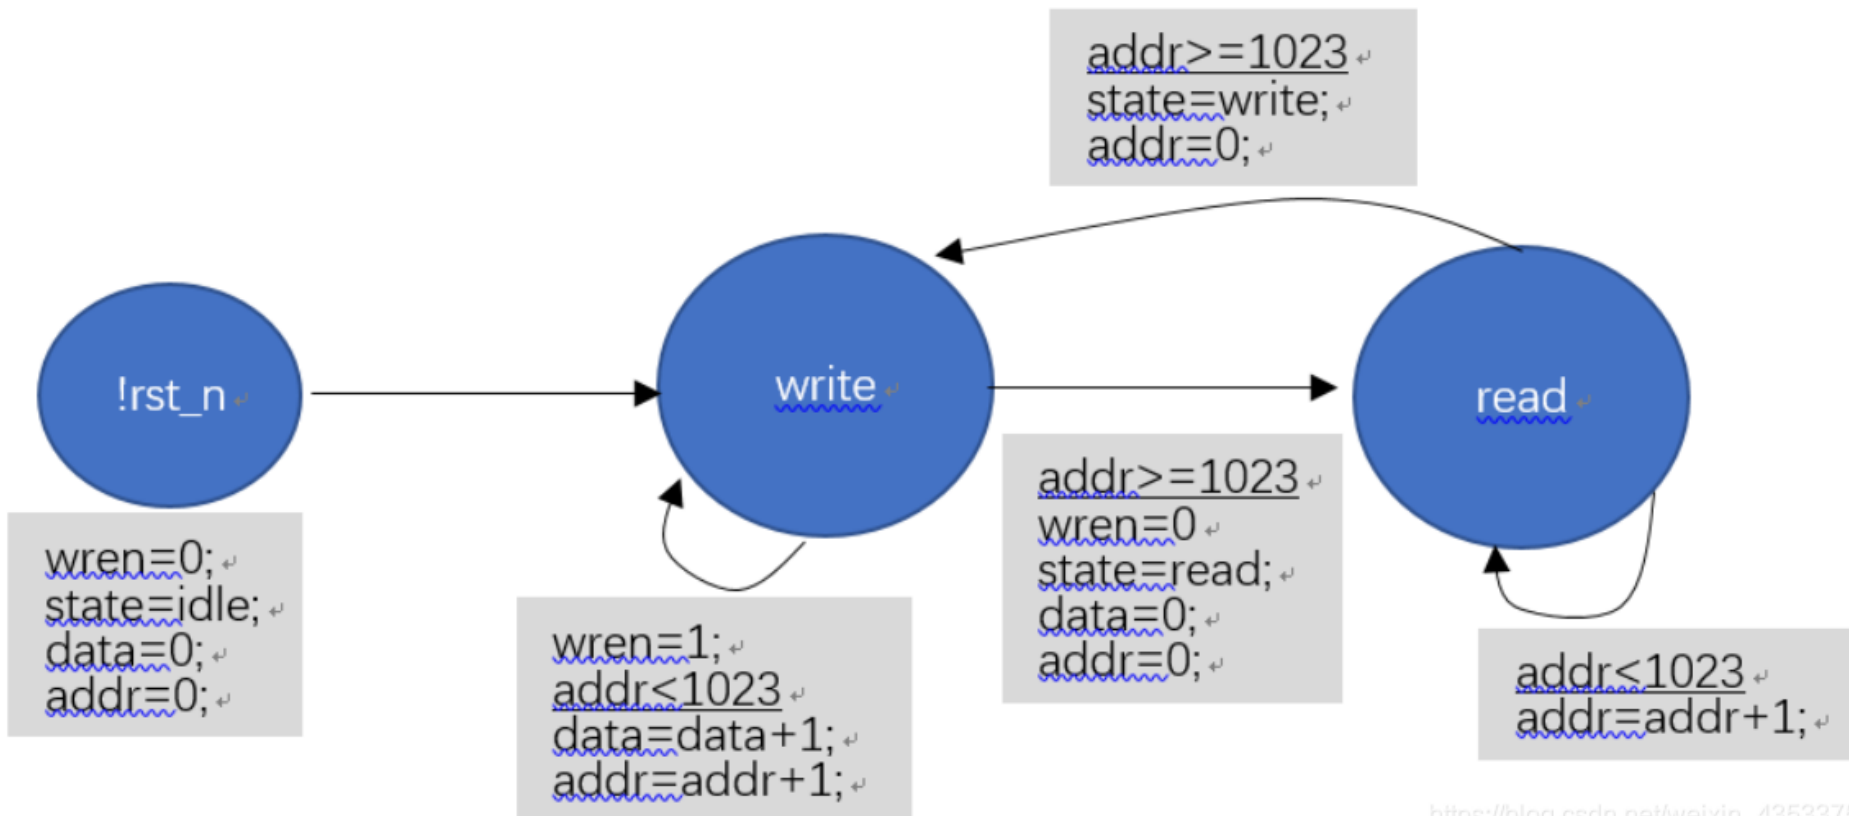 addr>=1023
state=write;
addr=0;
!rst_n
write
read
wren=0;
state=idle;
data=0;
addr=0;
wren=1;
addr<1023
data=data+1;
addr=addr+1;
addr>=1023
wren=0
state=read;
data=0;
addr=0;
addr<1023
addr=addr+1;